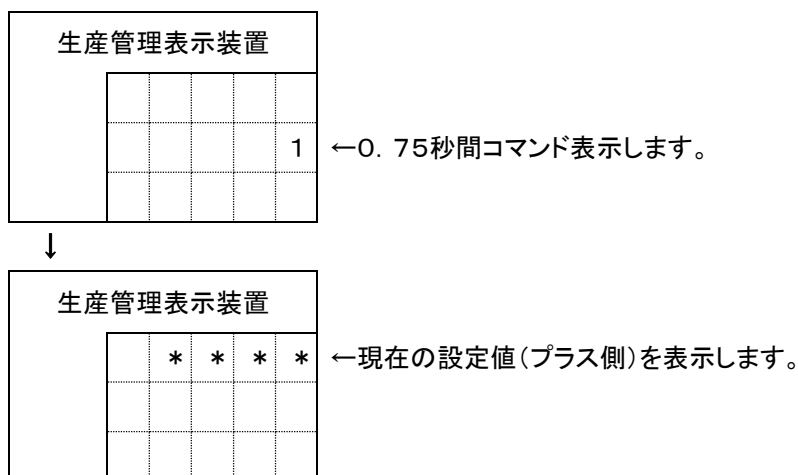 生産管理表示装置
1 ←0．75秒間コマンド表示します。
↓
生産管理表示装置
* * * * ←現在の設定値（プラス側）を表示します。